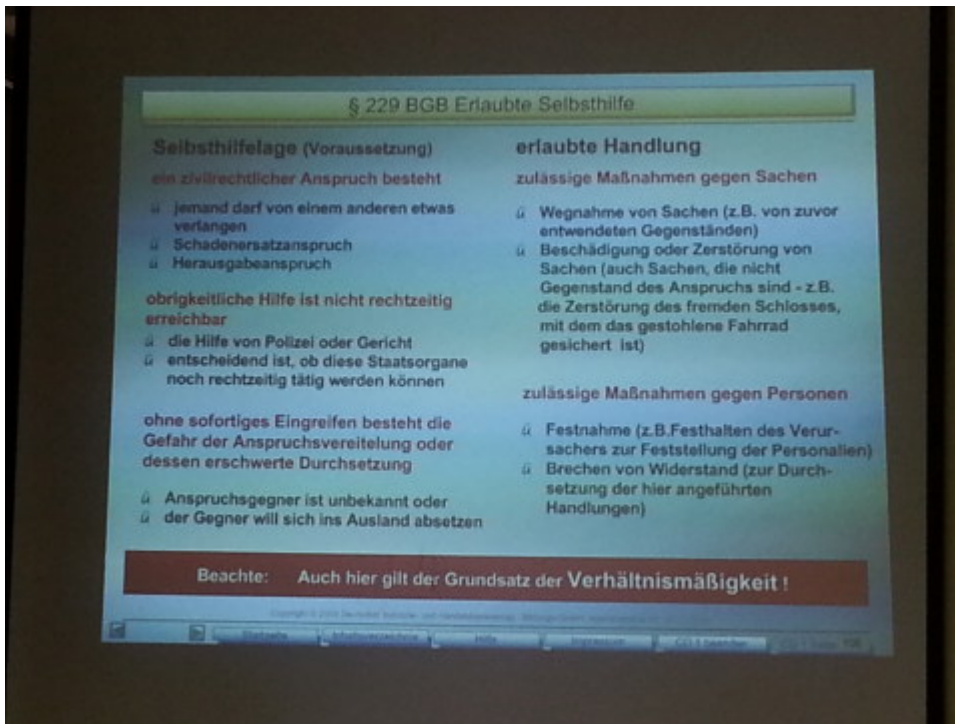 § 229 BGB Erlaubte Selbsthilfe
Selbsthilfelage (Voraussetzung)
ein zivilrechtlicher Anspruch besteht
ü jemand darf von einem anderen etwas
verlangen
ü Schadenersatzanspruch
ü Herausgabeanspruch
obrigkeitliche Hilfe ist nicht rechtzeitig
erreichbar
ü die Hilfe von Polizei oder Gericht
ü entscheidend ist, ob diese Staatsorgane
noch rechtzeitig tätig werden können
ohne sofortiges Eingreifen besteht die
Gefahr der Anspruchsvereitelung oder
dessen erschwerte Durchsetzung
ü Anspruchsgegner ist unbekannt oder
ü der Gegner will sich ins Ausland absetzen
erlaubte Handlung
zulässige Maßnahmen gegen Sachen
ü Wegnahme von Sachen (z.B. von zuvor
entwendeten Gegenständen)
ü Beschädigung oder Zerstörung von
Sachen (auch Sachen, die nicht
Gegenstand des Anspruchs sind - z.B.
die Zerstörung des fremden Schlosses,
mit dem das gestohlene Fahrrad
gesichert ist)
zulässige Maßnahmen gegen Personen
ü Festnahme (z.B.Festhalten des Verur-
sachers zur Feststellung der Personalien)
ü Brechen von Widerstand (zur Durch-
setzung der hier angeführten
Handlungen)
Beachte: Auch hier gilt der Grundsatz der Verhältnismäßigkeit !
Startseite Inhaltsverzeichnis Hilfe Impressum